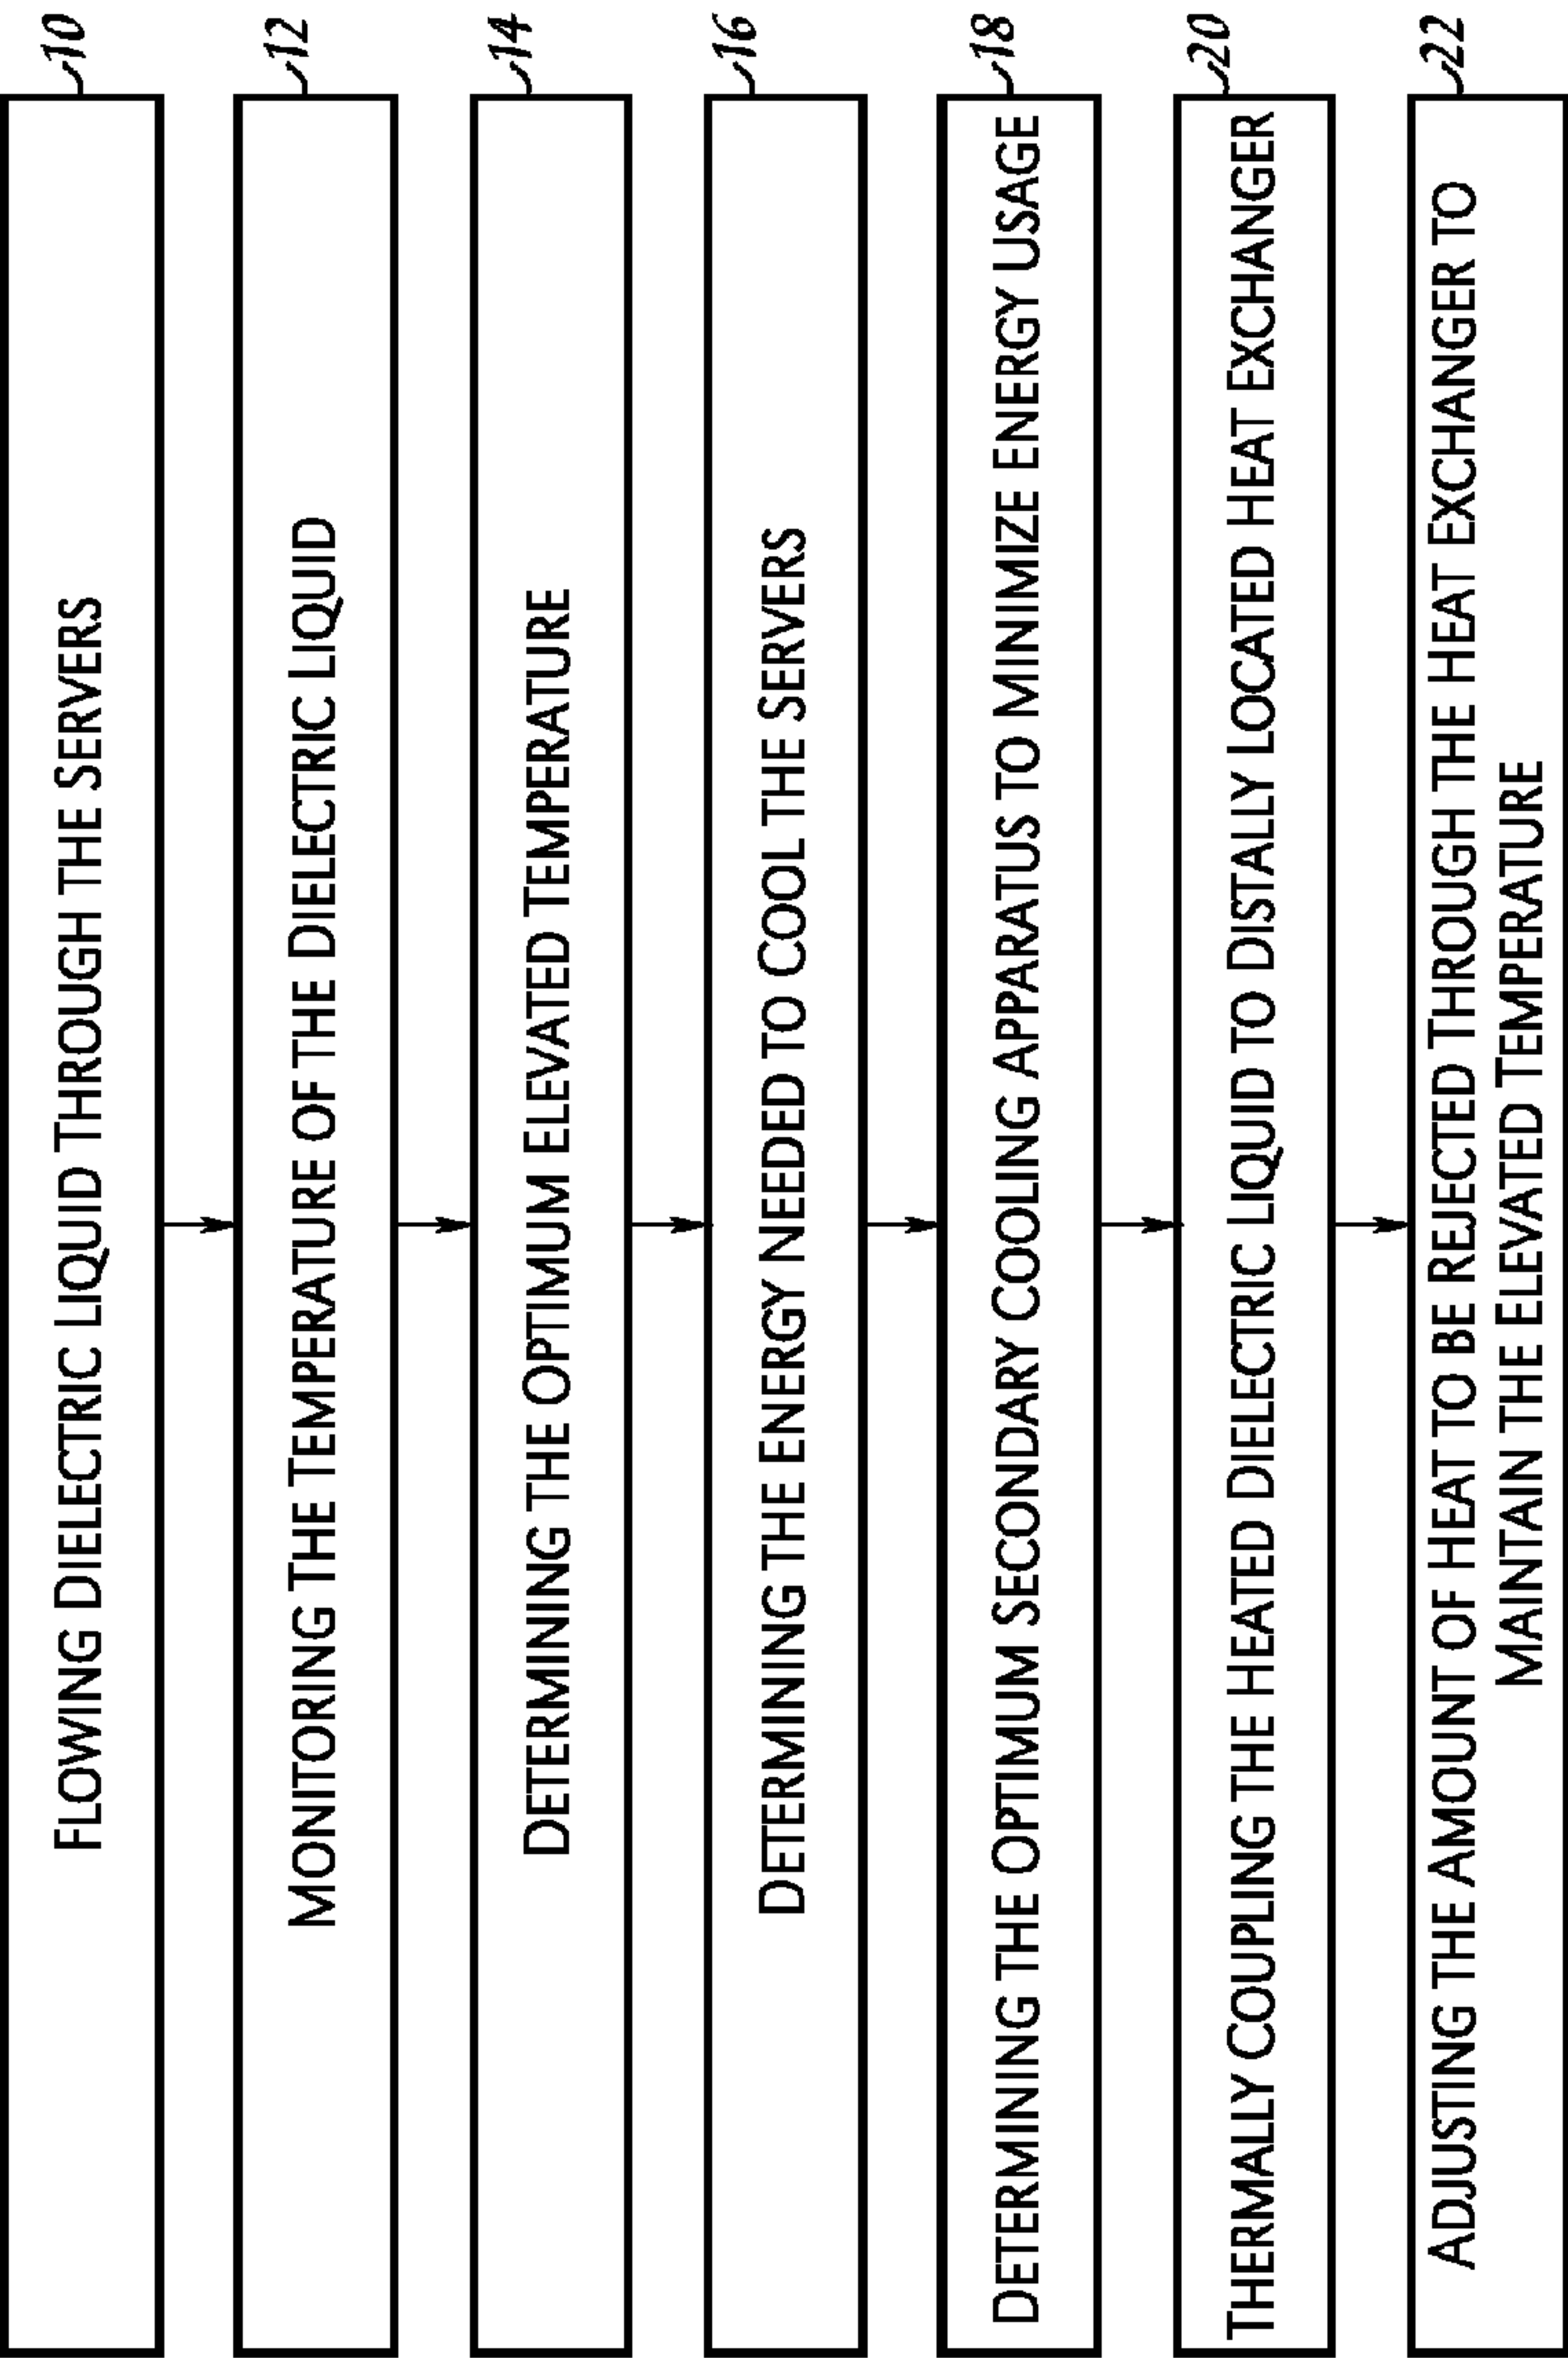 FLOWING DIELECTRIC LIQUID THROUGH THE SERVERS
10
MONITORING THE TEMPERATURE OF THE DIELECTRIC LIQUID
12
DETERMINING THE OPTIMUM ELEVATED TEMPERATURE
14
DETERMINING THE ENERGY NEEDED TO COOL THE SERVERS
16
DETERMINING THE OPTIMUM SECONDARY COOLING APPARATUS TO MINIMIZE ENERGY USAGE
18
THERMALLY COUPLING THE HEATED DIELECTRIC LIQUID TO DISTALLY LOCATED HEAT EXCHANGER
20
ADJUSTING THE AMOUNT OF HEAT TO BE REJECTED THROUGH THE HEAT EXCHANGER TO
MAINTAIN THE ELEVATED TEMPERATURE
22